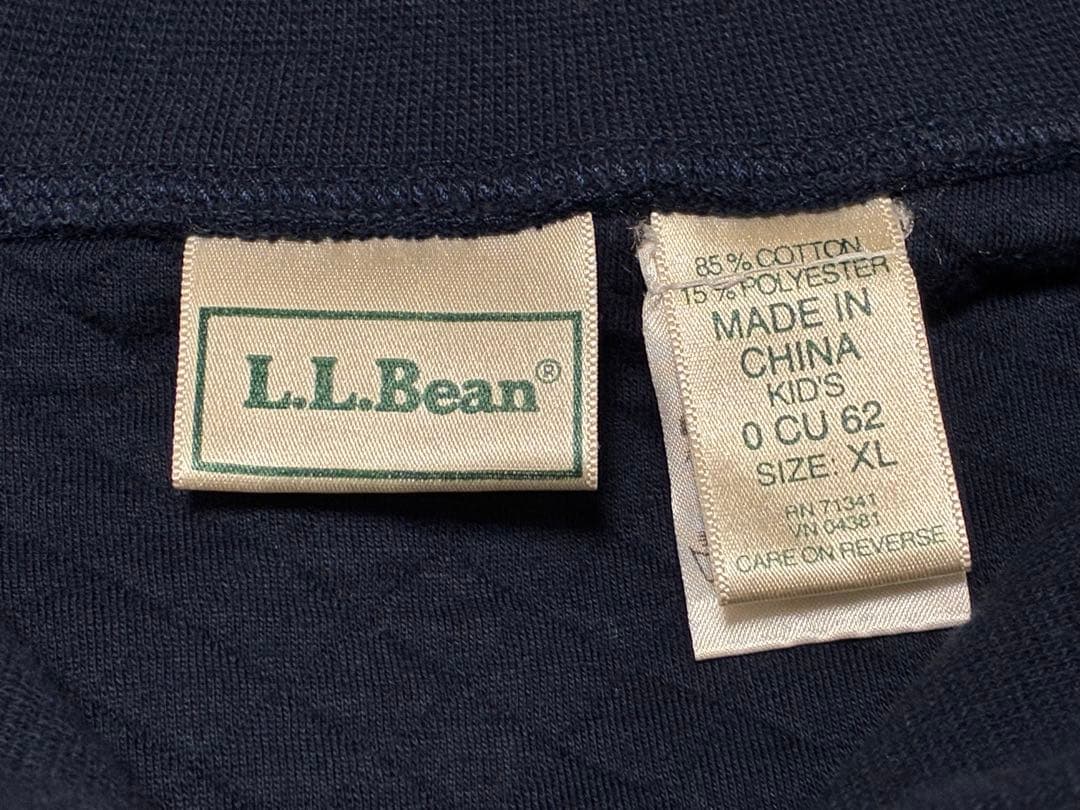 L.L.Bean®
85% COTTON
15% POLYESTER
MADE IN
CHINA
KID'S
0 CU 62
SIZE: XL
RN 71341
VN 04381
CARE ON REVERSE